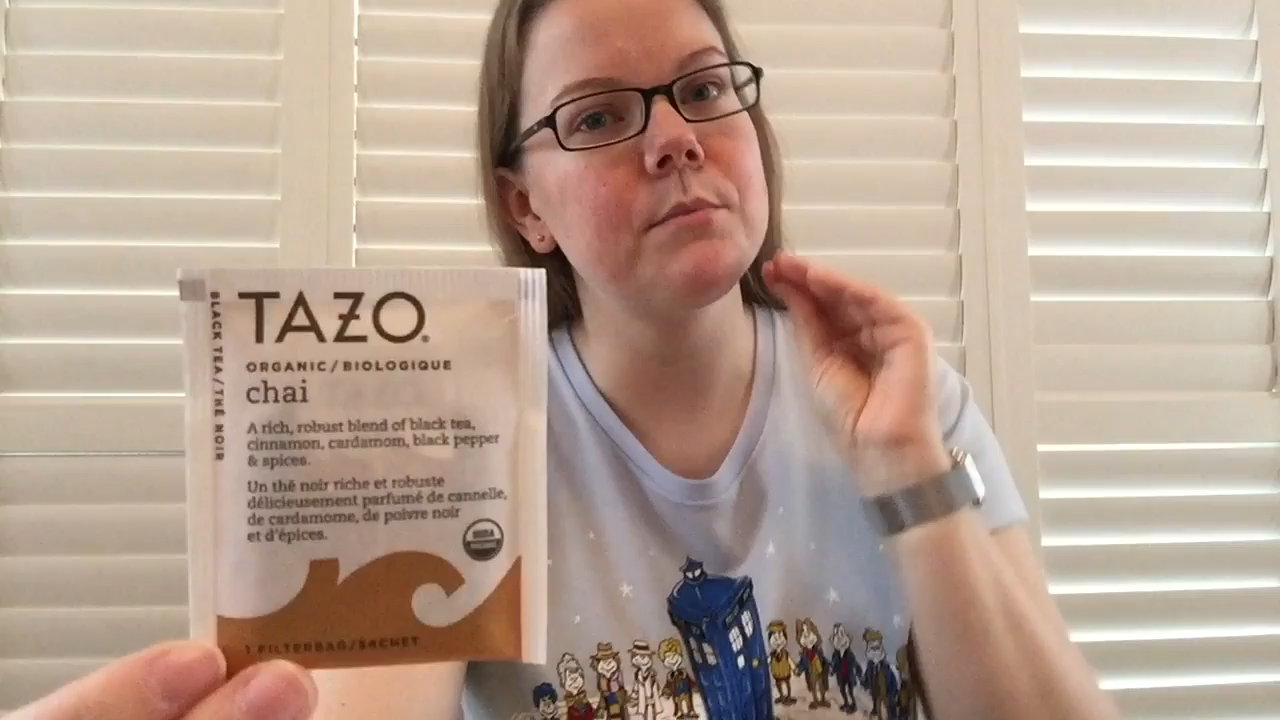 TAZO.
ORGANIC/BIOLOGIQUE
chai
A rich, robust blend of black tea,
cinnamon, cardamom, black pepper
& spices.
Un thé noir riche et robuste
délicieusement parfumé de cannelle,
de cardamome, de poivre noir
et d'épices.
USDA
ORGANIC
1 FILTERBAG/SACHET
BLACK TEA/THÉ NOIR